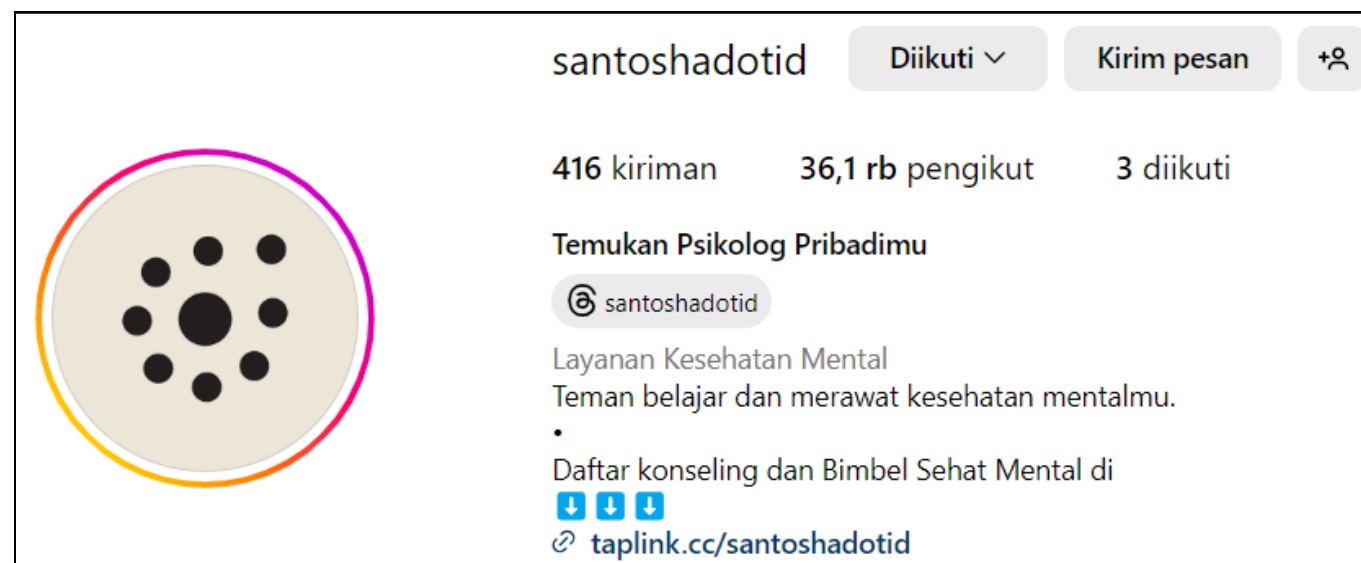 santoshadotid Diikuti Kirim pesan
416 kiriman 36,1 rb pengikut 3 diikuti
Temukan Psikolog Pribadimu
santoshadotid
Layanan Kesehatan Mental
Teman belajar dan merawat kesehatan mentalmu.
•
Daftar konseling dan Bimbel Sehat Mental di
⬇️⬇️⬇️
taplink.cc/santoshadotid